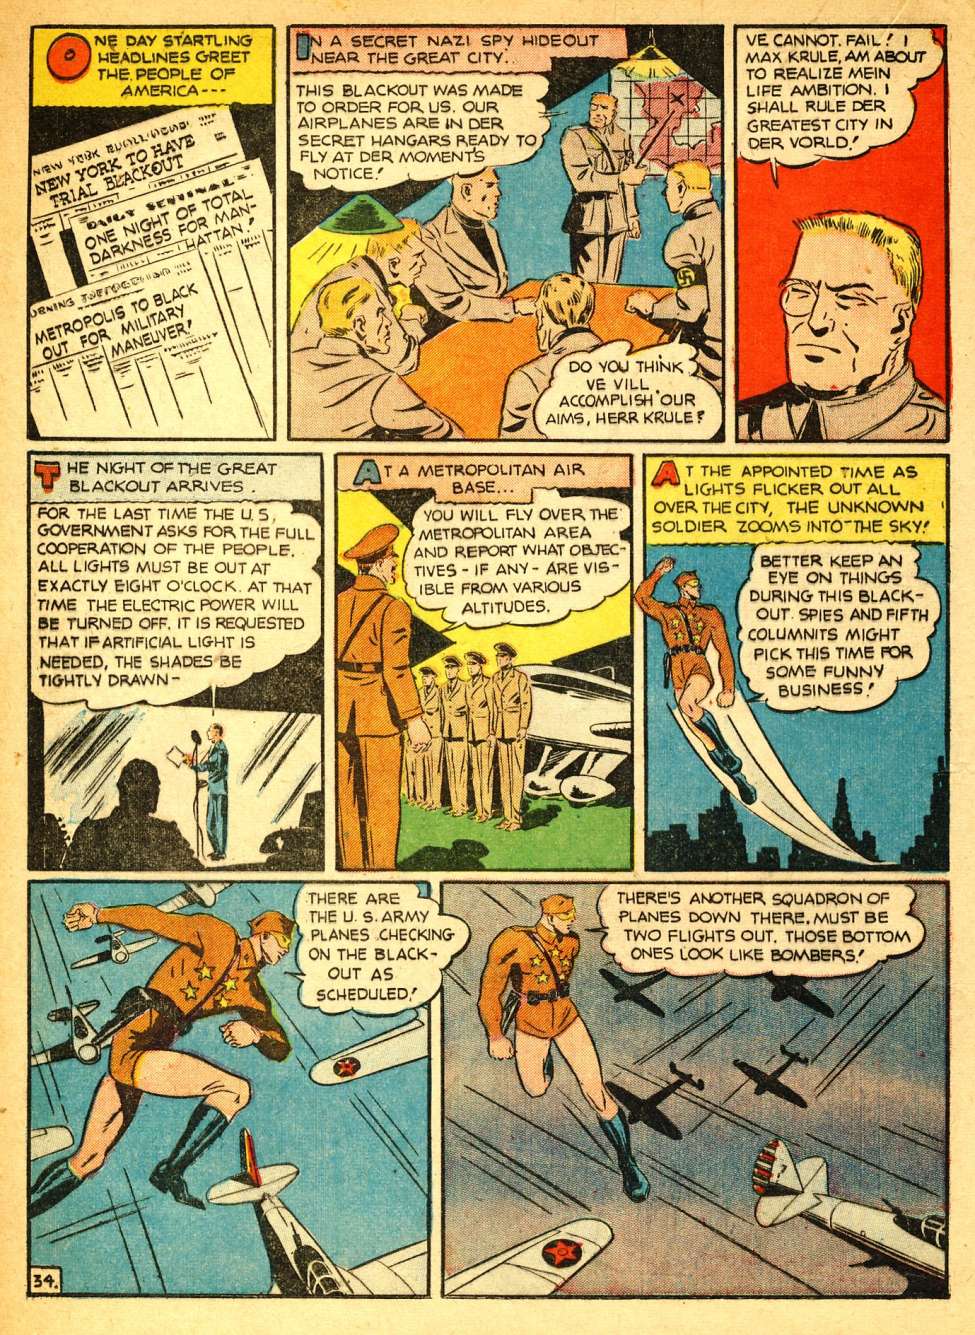 ONE DAY STARTLING
HEADLINES GREET
THE PEOPLE OF
AMERICA---
NEW YORK
NEW YORK TO HAVE
TRIAL BLACKOUT
DAILY SENTINAL
ONE NIGHT OF TOTAL
DARKNESS FOR MAN-
HATTAN!
METROPOLIS TO BLACK
OUT FOR MILITARY
MANEUVER!
IN A SECRET NAZI SPY HIDEOUT
NEAR THE GREAT CITY..
THIS BLACKOUT WAS MADE
TO ORDER FOR US. OUR
AIRPLANES ARE IN DER
SECRET HANGARS READY TO
FLY AT DER MOMENT'S
NOTICE!
DO YOU THINK
VE VILL
ACCOMPLISH OUR
AIMS, HERR KRULE?
VE CANNOT FAIL! I
MAX KRULE, AM ABOUT
TO REALIZE MEIN
LIFE AMBITION. I
SHALL RULE DER
GREATEST CITY IN
DER VORLD!
THE NIGHT OF THE GREAT
BLACKOUT ARRIVES.
FOR THE LAST TIME THE U.S,
GOVERNMENT ASKS FOR THE FULL
COOPERATION OF THE PEOPLE.
ALL LIGHTS MUST BE OUT AT
EXACTLY EIGHT O'CLOCK. AT THAT
TIME THE ELECTRIC POWER WILL
BE TURNED OFF. IT IS REQUESTED
THAT IF ARTIFICIAL LIGHT IS
NEEDED, THE SHADES BE
TIGHTLY DRAWN-
AT A METROPOLITAN AIR
BASE...
YOU WILL FLY OVER THE
METROPOLITAN AREA
AND REPORT WHAT OBJEC-
TIVES - IF ANY - ARE VIS-
IBLE FROM VARIOUS
ALTITUDES.
AT THE APPOINTED TIME AS
LIGHTS FLICKER OUT ALL
OVER THE CITY, THE UNKNOWN
SOLDIER ZOOMS INTO THE SKY!
BETTER KEEP AN
EYE ON THINGS
DURING THIS BLACK-
OUT. SPIES AND FIFTH
COLUMNITS MIGHT
PICK THIS TIME FOR
SOME FUNNY
BUSINESS!
THERE ARE
THE U.S. ARMY
PLANES CHECKING
ON THE BLACK-
OUT AS
SCHEDULED!
THERE'S ANOTHER SQUADRON OF
PLANES DOWN THERE. MUST BE
TWO FLIGHTS OUT. THOSE BOTTOM
ONES LOOK LIKE BOMBERS!
34.